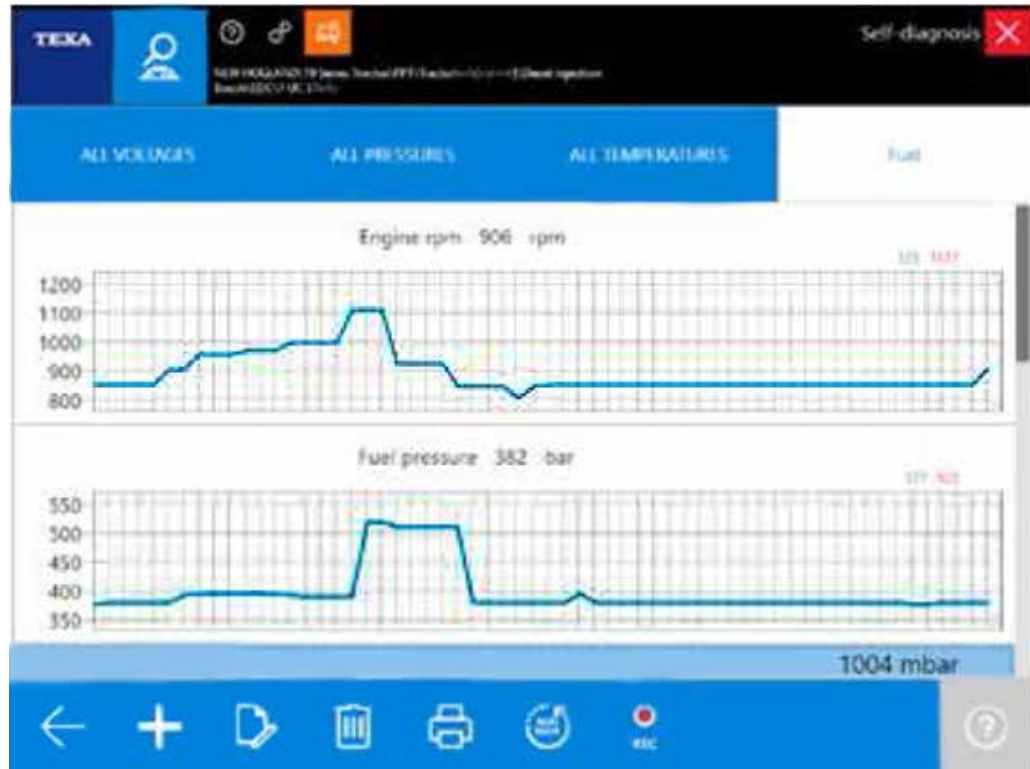 TEXA
Self-diagnosis
ALL VOLTAGES
ALL PRESSURES
ALL TEMPERATURES
Fuel
Engine rpm 906 rpm
1200
1100
1000
900
800
Fuel pressure 382 bar
550
500
450
400
350
1004 mbar
?